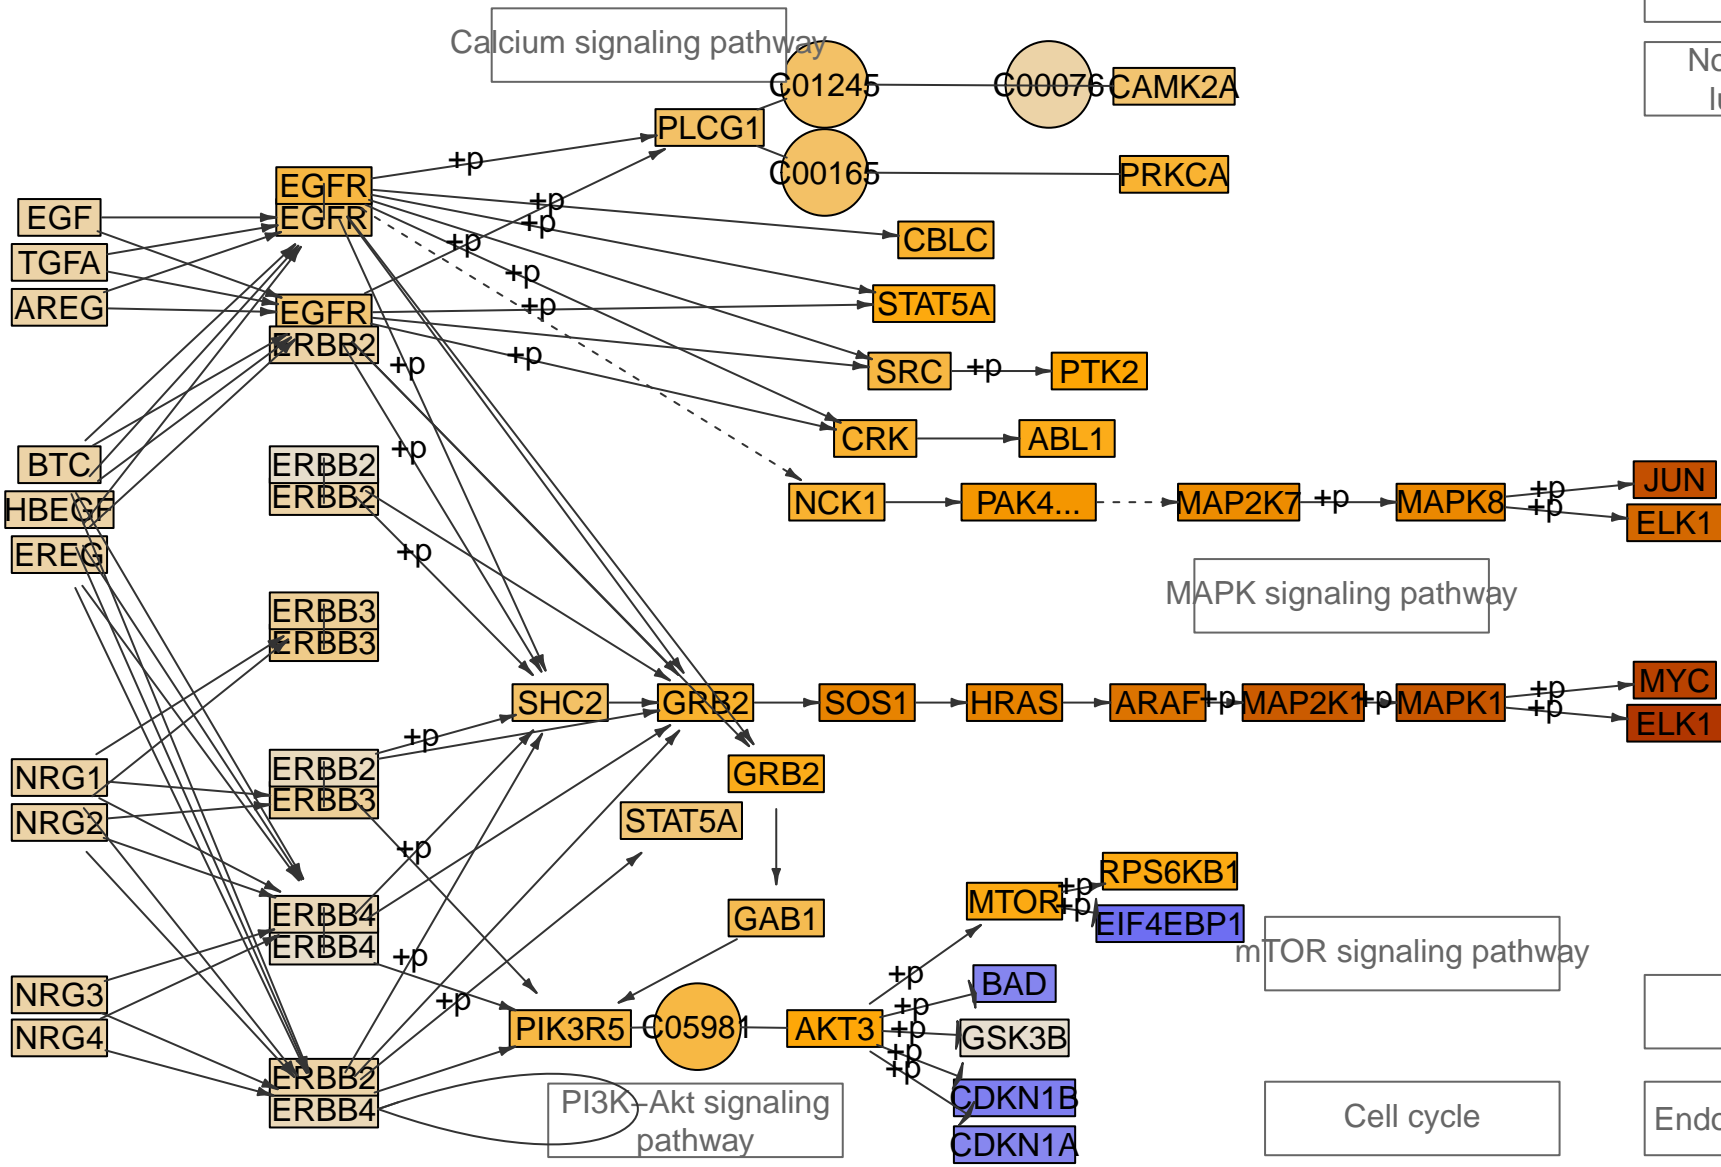 Calcium signaling pathway
No
lu
C01245
C00076
CAMK2A
PLCG1
+p
C00165
PRKCA
EGFR
EGFR
EGF
+p
+p
CBLC
+p
TGFA
+p
AREG
EGFR
+p
STAT5A
ERBB2
+p
+p
SRC
+p
PTK2
CRK
ABL1
+p
BTC
ERBB2
ERBB2
HBEGF
NCK1
PAK4...
MAP2K7
+p
MAPK8
+p
+p
JUN
ELK1
EREG
+p
MAPK signaling pathway
ERBB3
ERBB3
SHC2
GRB2
SOS1
HRAS
ARAF
+p
MAP2K1
+p
MAPK1
+p
+p
MYC
ELK1
+p
NRG1
ERBB2
ERBB3
GRB2
NRG2
STAT5A
+p
ERBB4
ERBB4
GAB1
MTOR
+p
+p
RPS6KB1
EIF4EBP1
mTOR signaling pathway
+p
+p
BAD
NRG3
+p
+p
NRG4
PIK3R5
C05981
AKT3
+p
GSK3B
+p
+p
ERBB2
ERBB4
PI3K-Akt signaling
pathway
CDKN1B
CDKN1A
Cell cycle
Endo